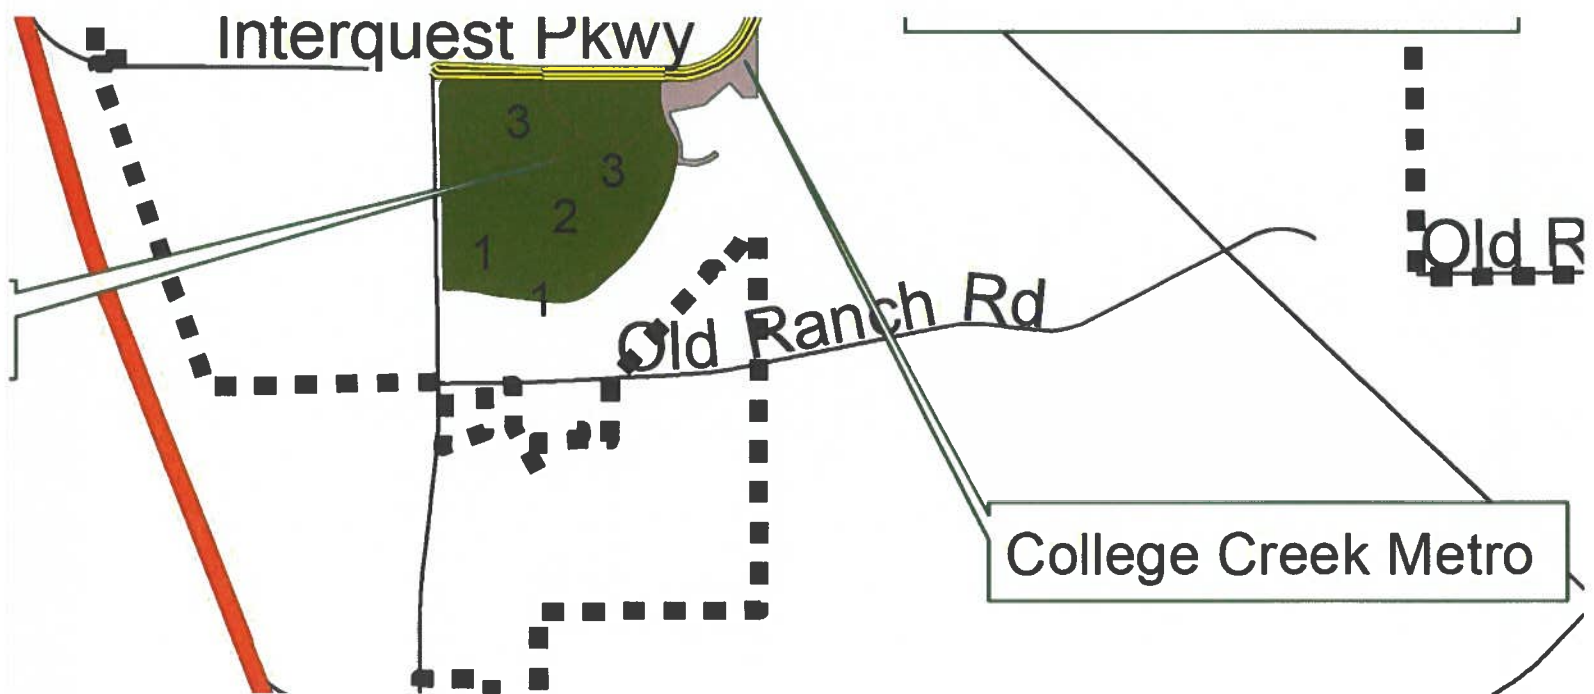 Interquest Pkwy
3
3
2
1
1
Old R
Old Ranch Rd
College Creek Metro